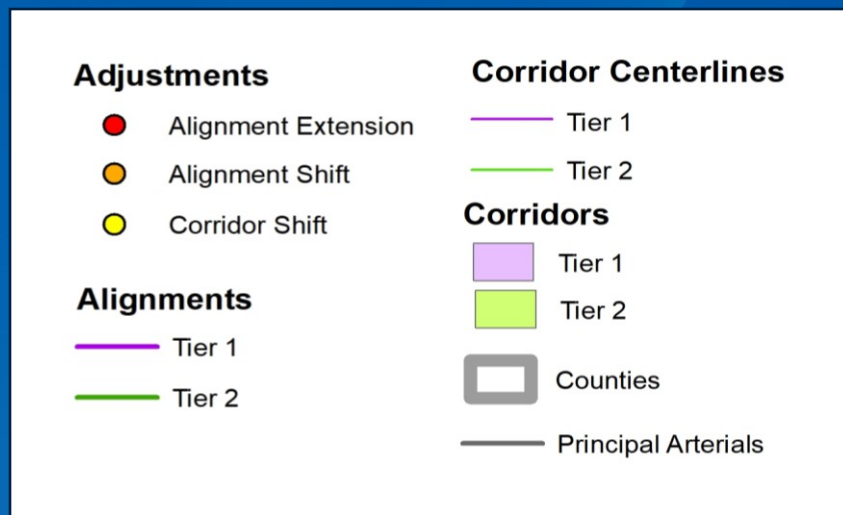 Adjustments
Alignment Extension
Alignment Shift
Corridor Shift
Alignments
Tier 1
Tier 2
Corridor Centerlines
Tier 1
Tier 2
Corridors
Tier 1
Tier 2
Counties
Principal Arterials